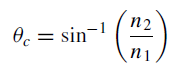 θc = sin⁻¹ (n2/n1)